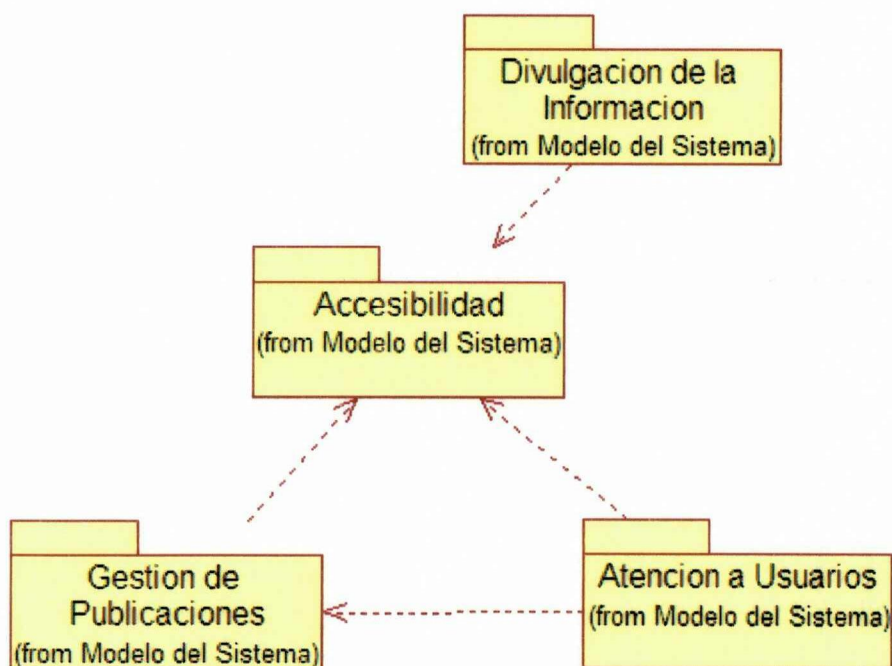 Divulgacion de la
Informacion
(from Modelo del Sistema)
Accesibilidad
(from Modelo del Sistema)
Gestion de
Publicaciones
(from Modelo del Sistema)
Atencion a Usuarios
(from Modelo del Sistema)